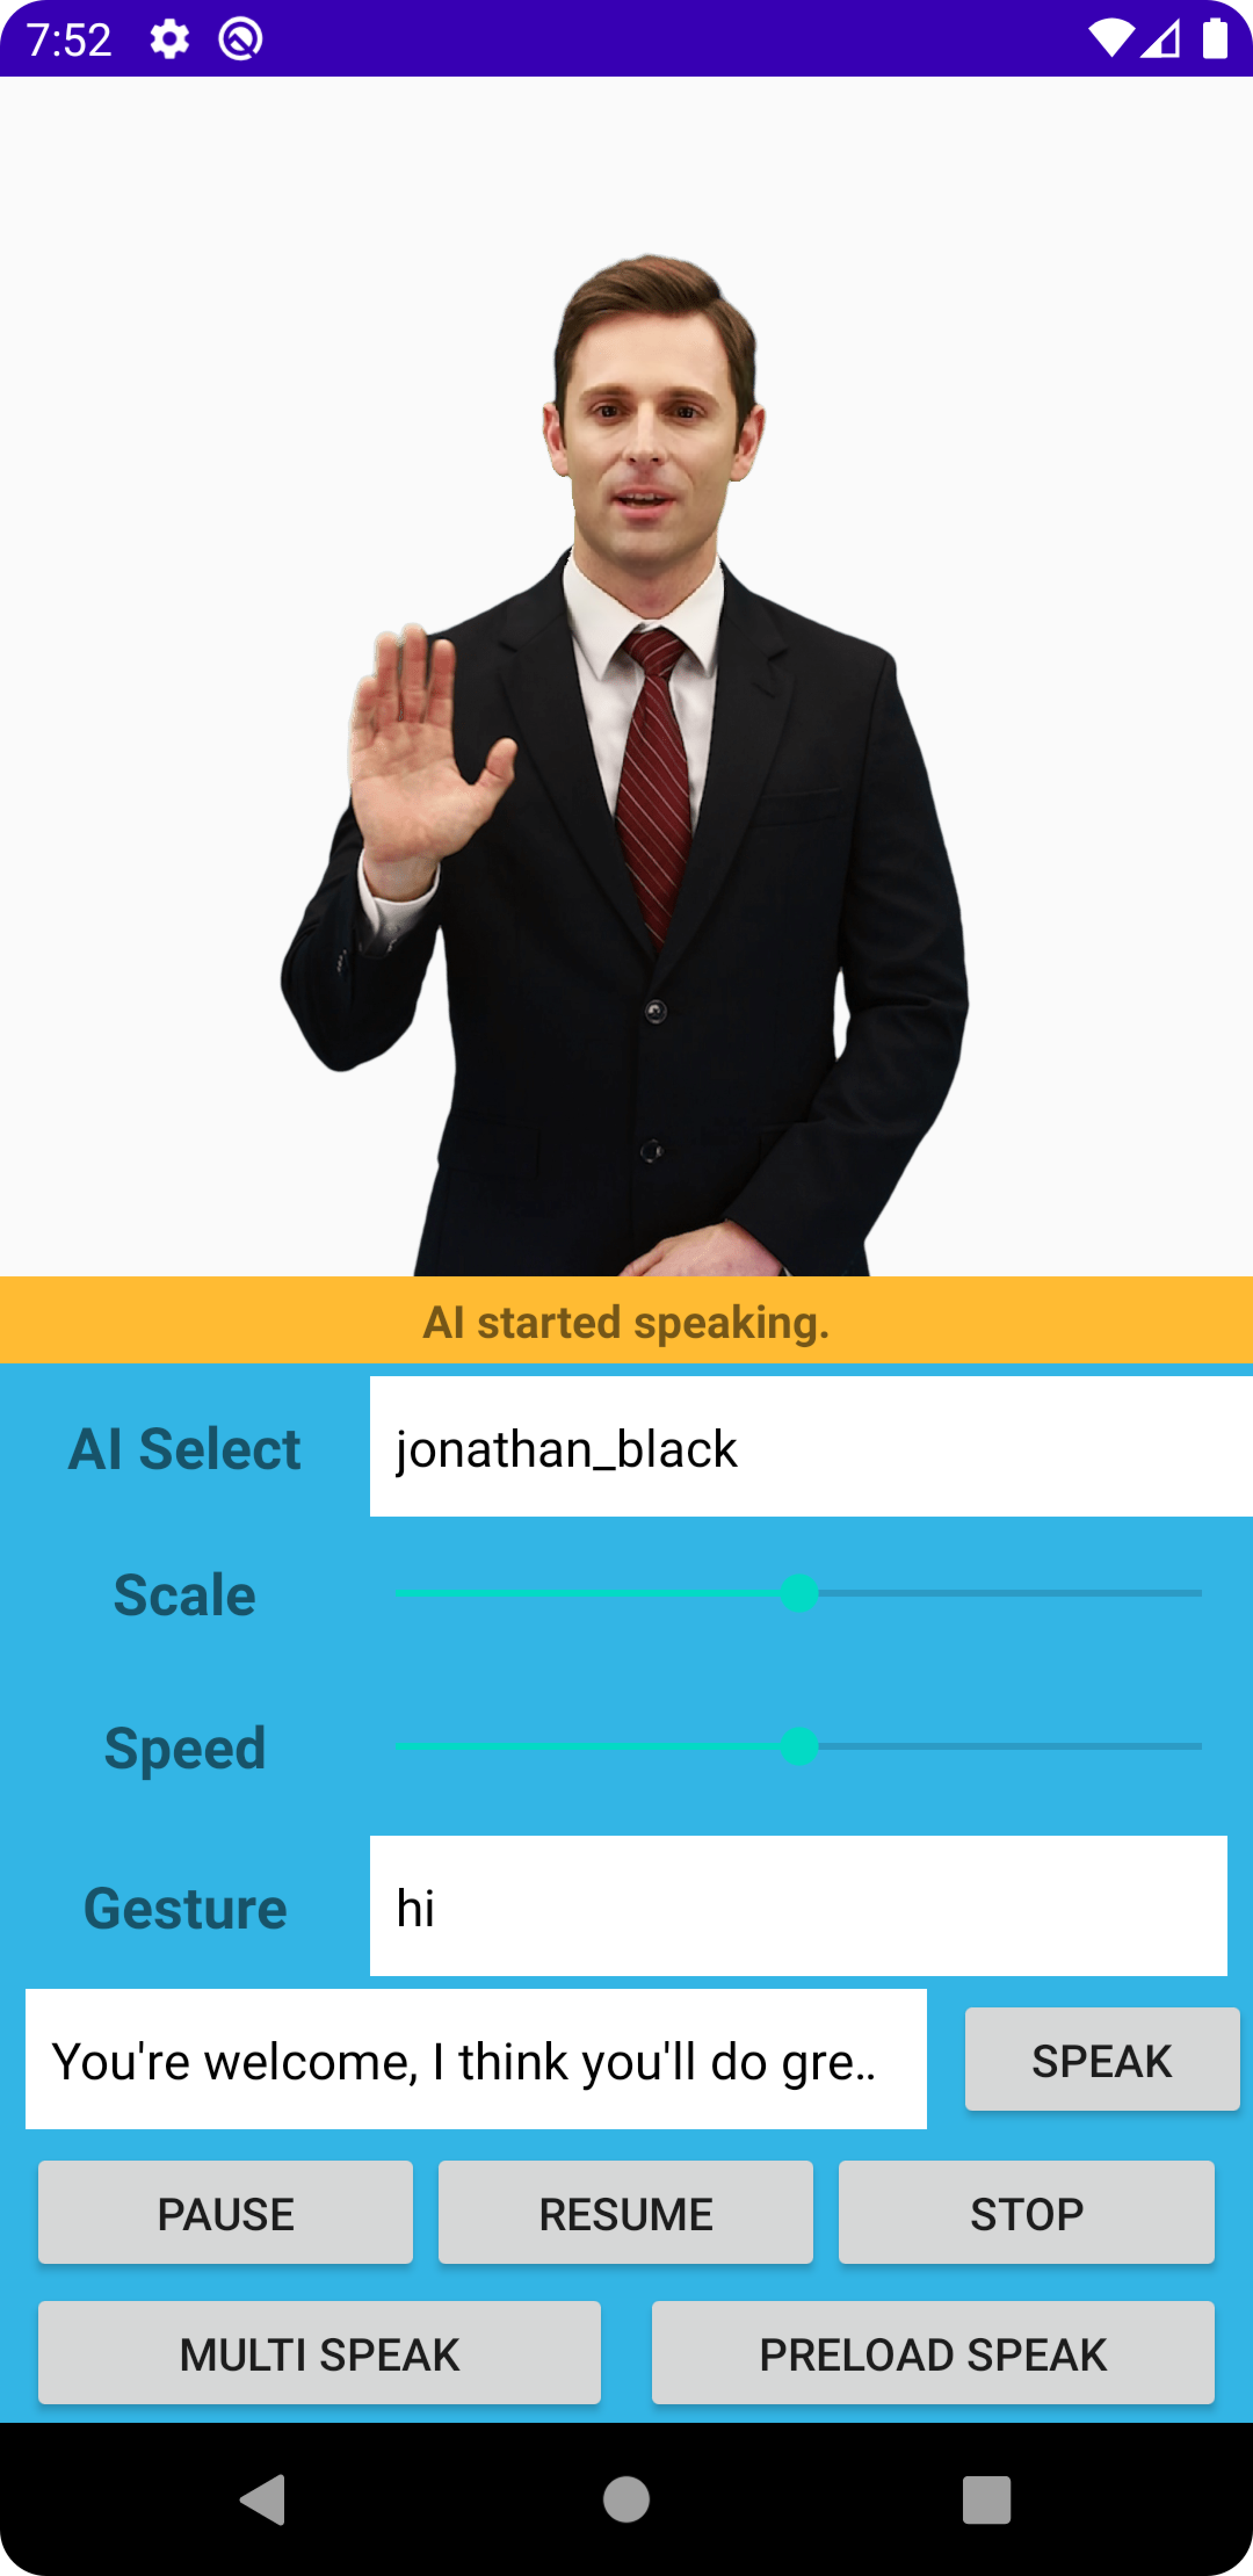 7:52
AI started speaking.
AI Select
jonathan_black
Scale
Speed
Gesture
hi
You're welcome, I think you'll do gre..
SPEAK
PAUSE
RESUME
STOP
MULTI SPEAK
PRELOAD SPEAK